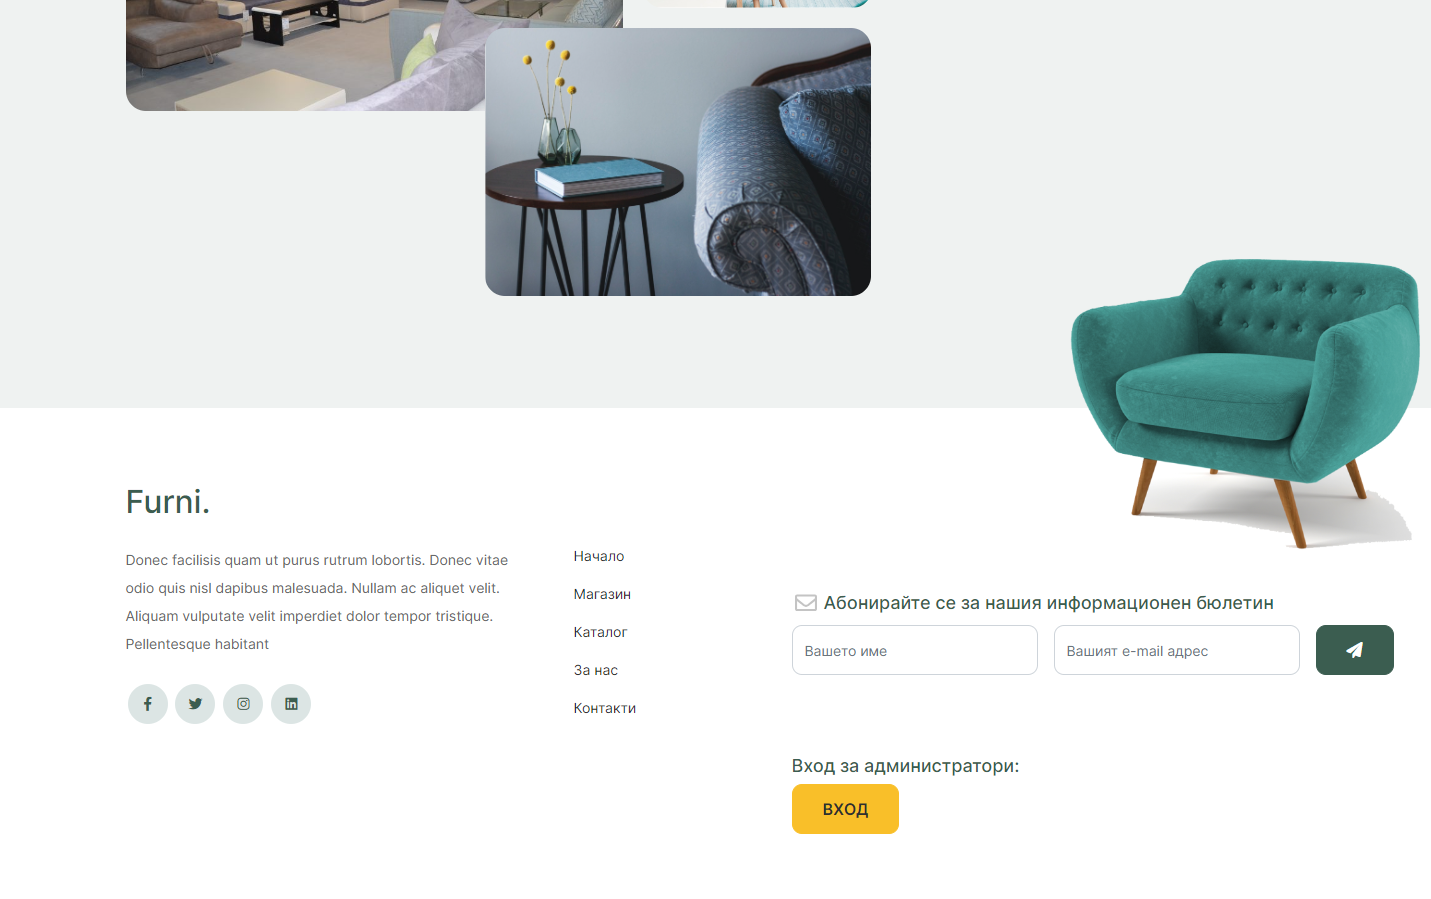 Furni.
Donec facilisis quam ut purus rutrum lobortis. Donec vitae
odio quis nisl dapibus malesuada. Nullam ac aliquet velit.
Aliquam vulputate velit imperdiet dolor tempor tristique.
Pellentesque habitant
Начало
Магазин
Каталог
За нас
Контакти
Абонирайте се за нашия информационен бюлетин
Вашето име
Вашият e-mail адрес
Вход за администратори:
ВХОД